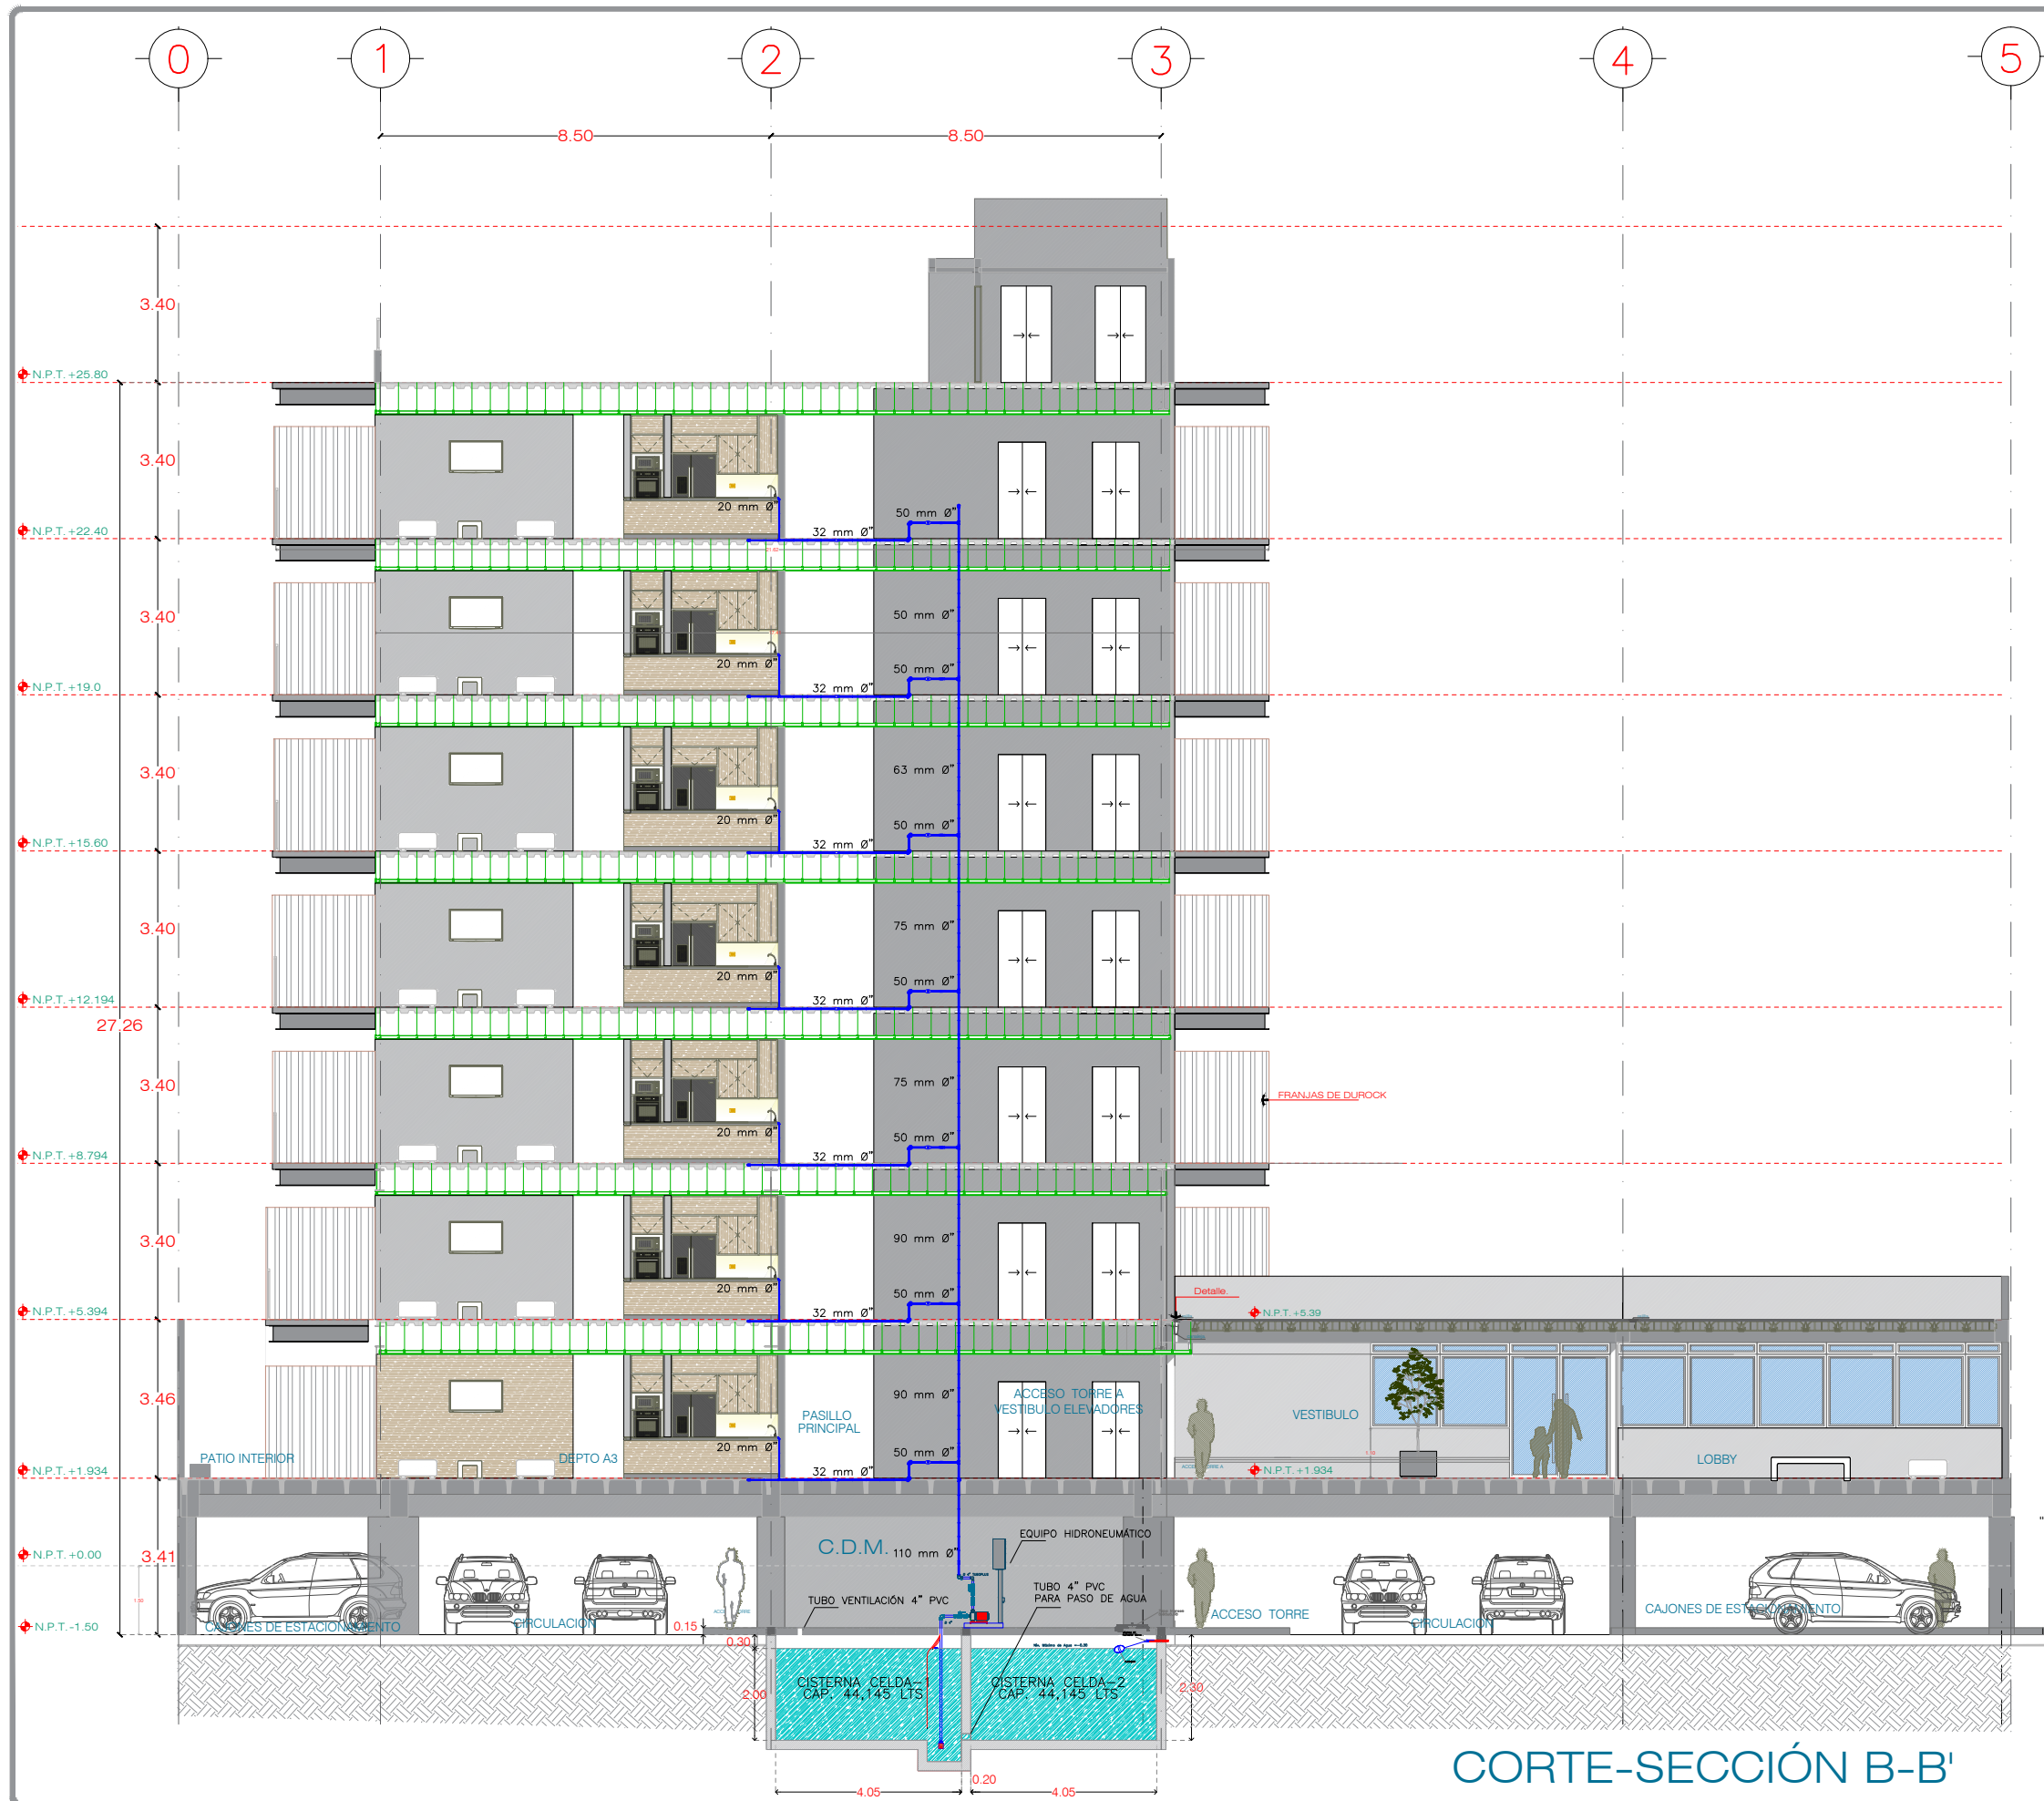 0
1
2
3
4
5
8.50
8.50
3.40
N.P.T. +25.80
3.40
20 mm Ø"
50 mm Ø"
N.P.T. +22.40
32 mm Ø"
3.40
50 mm Ø"
20 mm Ø"
50 mm Ø"
N.P.T. +19.0
32 mm Ø"
3.40
63 mm Ø"
20 mm Ø"
50 mm Ø"
N.P.T. +15.60
32 mm Ø"
3.40
75 mm Ø"
20 mm Ø"
50 mm Ø"
N.P.T. +12.194
32 mm Ø"
27.26
3.40
75 mm Ø"
FRANJAS DE DUROCK
20 mm Ø"
50 mm Ø"
N.P.T. +8.794
32 mm Ø"
3.40
90 mm Ø"
20 mm Ø"
50 mm Ø"
Detalle.
N.P.T. +5.394
32 mm Ø"
N.P.T. +5.39
3.46
90 mm Ø"
ACCESO TORRE A
VESTIBULO ELEVADORES
PASILLO
PRINCIPAL
VESTIBULO
20 mm Ø"
50 mm Ø"
PATIO INTERIOR
DEPTO A3
LOBBY
N.P.T. +1.934
32 mm Ø"
N.P.T. +1.934
EQUIPO HIDRONEUMÁTICO
C.D.M.
110 mm Ø"
N.P.T. +0.00
3.41
TUBO VENTILACIÓN 4" PVC
TUBO 4" PVC
PARA PASO DE AGUA
ACCESO TORRE
CAJONES DE ESTACIONAMIENTO
N.P.T. -1.50
CAJONES DE ESTACIONAMIENTO
CIRCULACION
0.15
CIRCULACION
0.30
CISTERNA CELDA-1
CAP. 44,145 LTS
CISTERNA CELDA-2
CAP. 44,145 LTS
2.00
2.30
0.20
4.05
4.05
CORTE-SECCIÓN B-B'